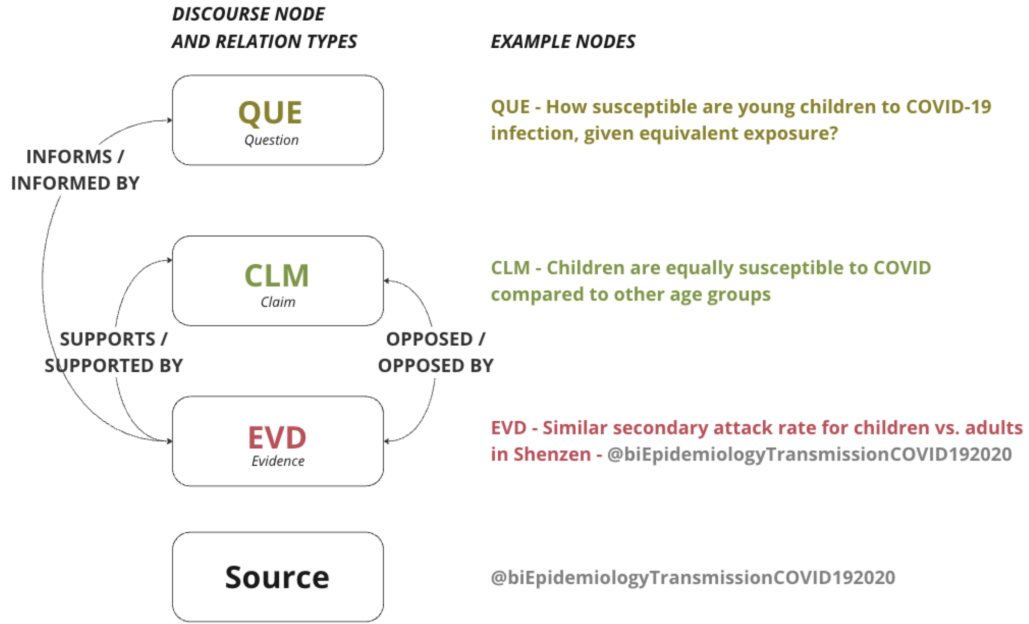 DISCOURSE NODE
AND RELATION TYPES
EXAMPLE NODES
QUE
Question
QUE - How susceptible are young children to COVID-19
infection, given equivalent exposure?
INFORMS /
INFORMED BY
CLM
Claim
CLM - Children are equally susceptible to COVID
compared to other age groups
SUPPORTS /
SUPPORTED BY
OPPOSED /
OPPOSED BY
EVD
Evidence
EVD - Similar secondary attack rate for children vs. adults
in Shenzen - @biEpidemiologyTransmissionCOVID192020
Source
@biEpidemiologyTransmissionCOVID192020